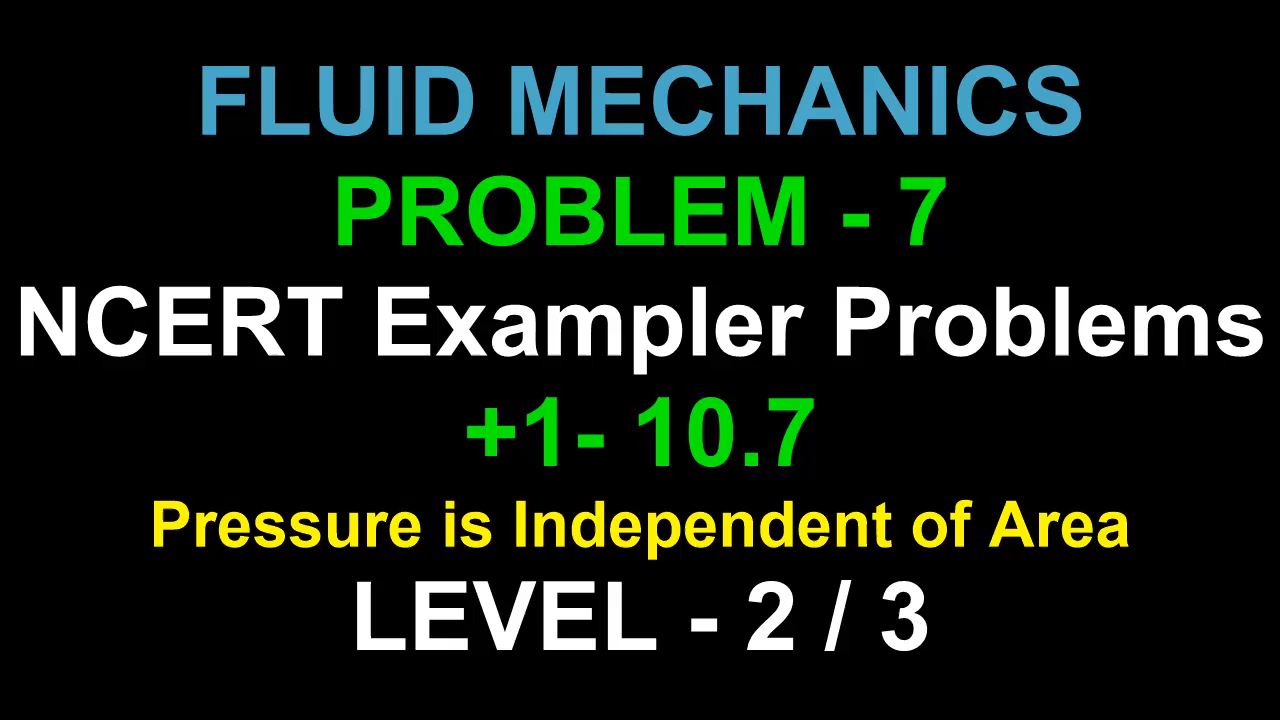 FLUID MECHANICS
PROBLEM - 7
NCERT Exampler Problems
+1- 10.7
Pressure is Independent of Area
LEVEL - 2 / 3